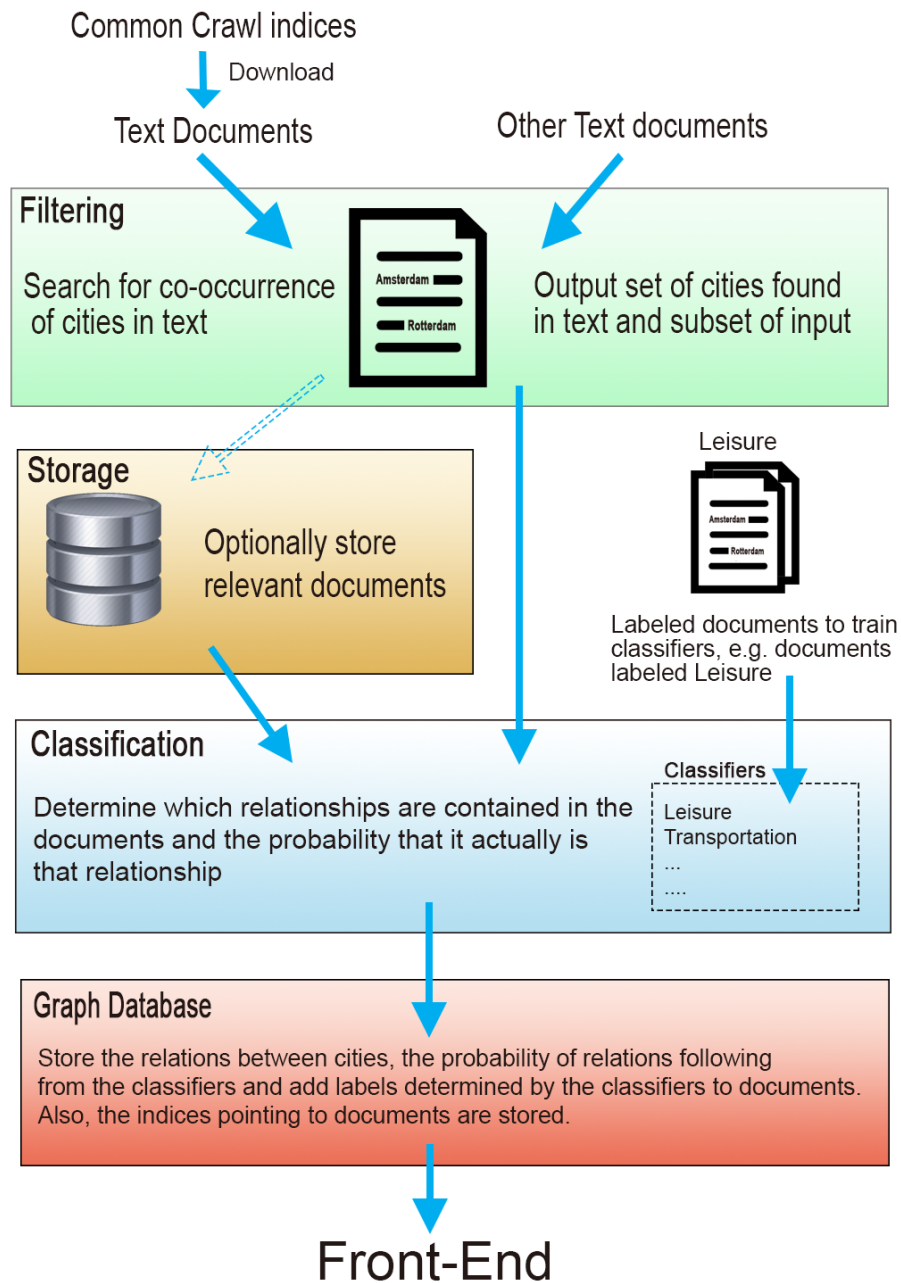 Common Crawl indices
Download
Text Documents
Other Text documents
Filtering
Search for co-occurrence
of cities in text
Amsterdam
Rotterdam
Output set of cities found
in text and subset of input
Storage
Optionally store
relevant documents
Leisure
Amsterdam
Rotterdam
Labeled documents to train
classifiers, e.g. documents
labeled Leisure
Classification
Determine which relationships are contained in the
documents and the probability that it actually is
that relationship
Classifiers
Leisure
Transportation
...
....
Graph Database
Store the relations between cities, the probability of relations following
from the classifiers and add labels determined by the classifiers to documents.
Also, the indices pointing to documents are stored.
Front-End